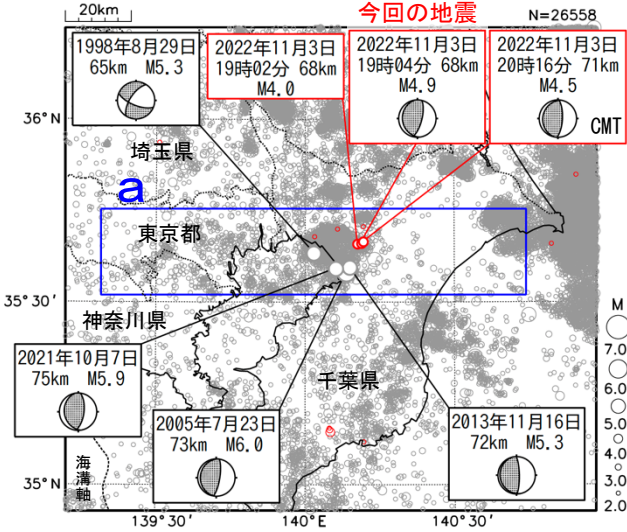 今回の地震
N=26558
20km
1998年8月29日
65km M5.3
2022年11月3日
19時02分 68km
M4.0
2022年11月3日
19時04分 68km
M4.9
2022年11月3日
20時16分 71km
M4.5
CMT
36°N
埼玉県
a
東京都
35°30′
神奈川県
千葉県
2021年10月7日
75km M5.9
2005年7月23日
73km M6.0
2013年11月16日
72km M5.3
M
7.0
6.0
5.0
4.0
3.0
2.0
海溝軸
35°N
139°30′
140°E
140°30′